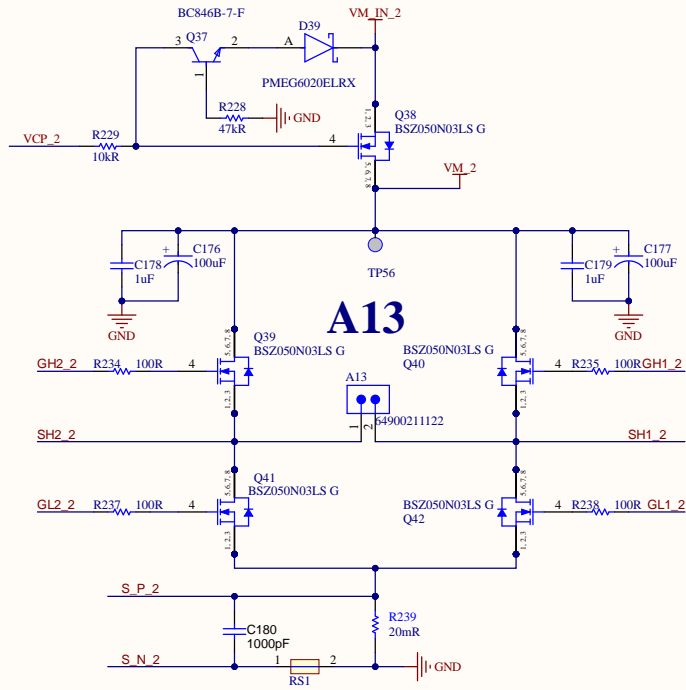 BC846B-7-F
VM_IN_2
D39
3 Q37 2 A
1
PMEG6020ELRX
R228
47kR
GND
Q38
BSZ050N03LS G
1, 2, 3
VCP_2
R229
10kR
4
5, 6, 7, 8
VM_2
C178
1uF
+
C176
100uF
TP56
C179
1uF
+
C177
100uF
GND
GND
A13
5, 6, 7, 8
Q39
BSZ050N03LS G
BSZ050N03LS G
Q40
5, 6, 7, 8
GH2_2
R234
100R
4
1, 2, 3
A13
64900211122
1
2
1, 2, 3
4
R235
100R
GH1_2
SH2_2
SH1_2
5, 6, 7, 8
Q41
BSZ050N03LS G
BSZ050N03LS G
Q42
5, 6, 7, 8
GL2_2
R237
100R
4
1, 2, 3
1, 2, 3
4
R238
100R
GL1_2
S_P_2
C180
1000pF
R239
20mR
S_N_2
1
2
RS1
GND